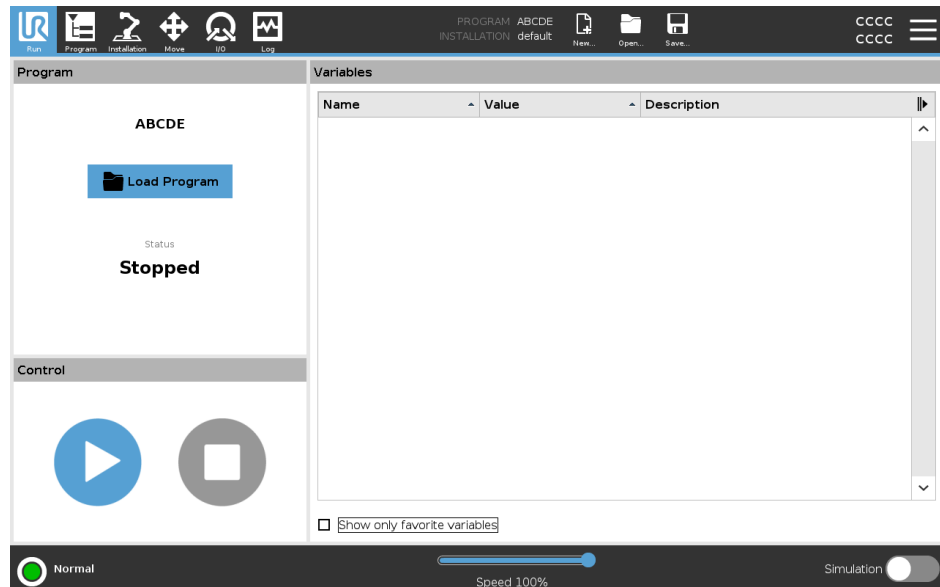 PROGRAM ABCDE
INSTALLATION default
CCCC
CCCC
Run
Program
Installation
Move
I/O
Log
New...
Open...
Save...
Program
Variables
ABCDE
Load Program
Status
Stopped
Name
Value
Description
Control
Show only favorite variables
Normal
Speed 100%
Simulation